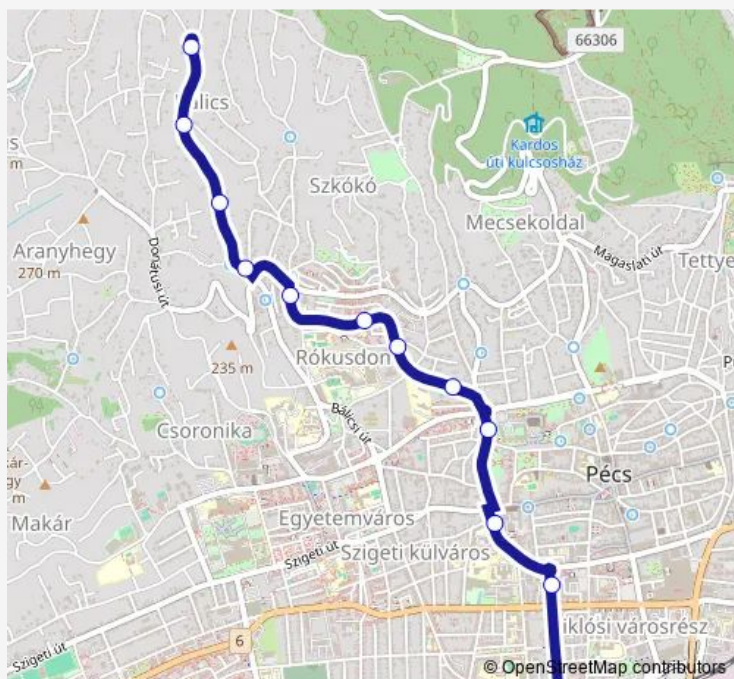 66306
Kardos
úti kulcsosház
Szkókó
Mecsekoldal
Magaslati út
Tettye
Aranyhegy
270 m
Donátusi út
235 m
Rókusdon
Bálicsi út
Csoronika
Pécs
Makár
Egyetemváros
Szigeti külváros
Szigeti út
6
iklósi városrész
Szigeti út
© OpenStreetMap contributors